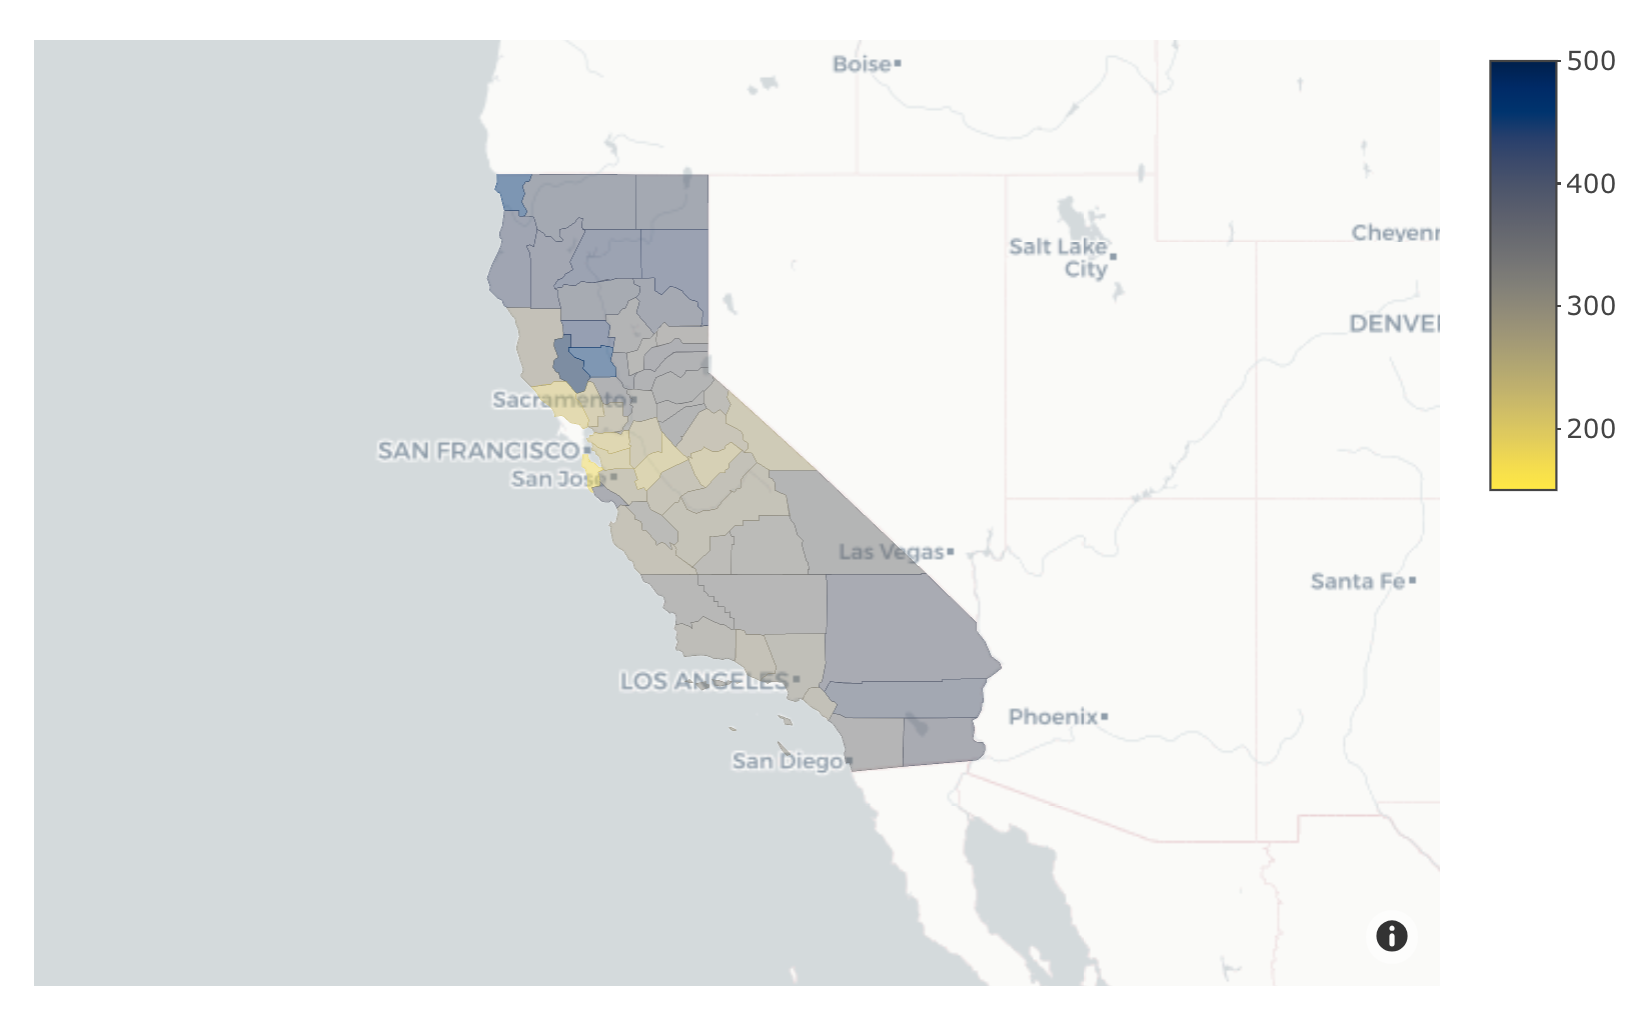 Boise
500
400
Salt Lake
City
Cheyenn
300
DENVE
Sacramento
200
SAN FRANCISCO
San Jose
Las Vegas
Santa Fe
LOS ANGELES
Phoenix
San Diego